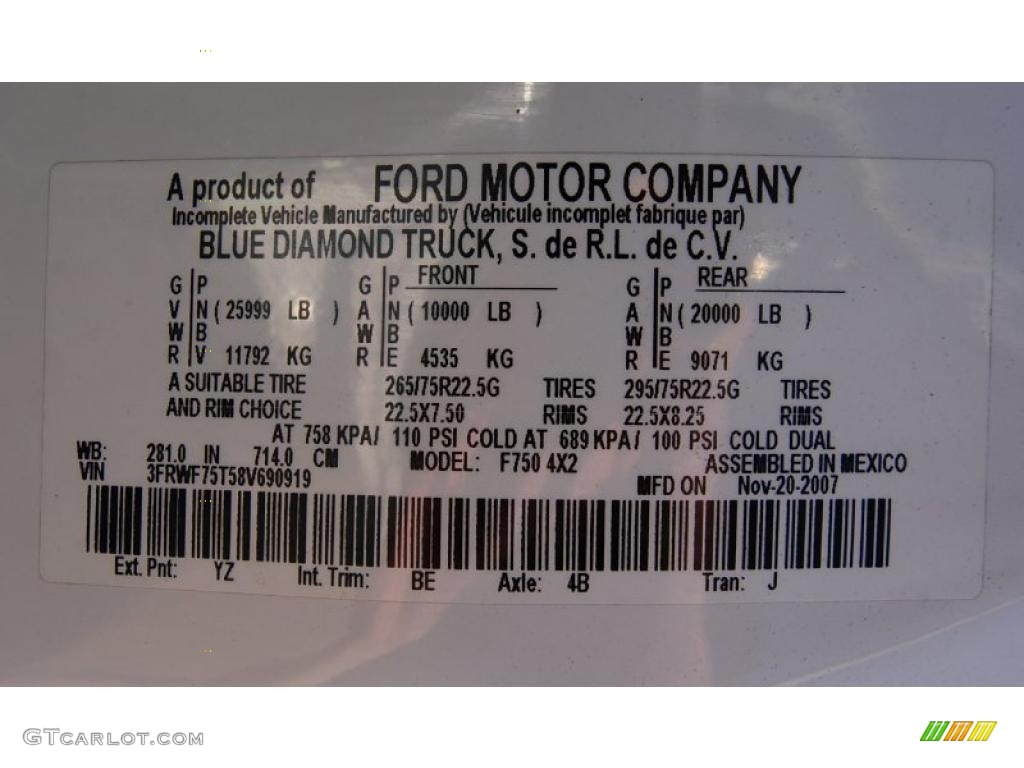 A product of FORD MOTOR COMPANY
Incomplete Vehicle Manufactured by (Vehicule incomplet fabrique par)
BLUE DIAMOND TRUCK, S. de R.L. de C.V.
G P G P FRONT G P REAR
V N ( 25999 LB ) A N ( 10000 LB ) A N ( 20000 LB )
W B W B W B
R V 11792 KG R E 4535 KG R E 9071 KG
A SUITABLE TIRE 265/75R22.5G TIRES 295/75R22.5G TIRES
AND RIM CHOICE 22.5X7.50 RIMS 22.5X8.25 RIMS
AT 758 KPA/ 110 PSI COLD AT 689 KPA/ 100 PSI COLD DUAL
WB: 281.0 IN 714.0 CM MODEL: F750 4X2 ASSEMBLED IN MEXICO
VIN 3FRWF75T58V690919 MFD ON Nov-20-2007
Ext. Pnt: YZ Int. Trim: BE Axle: 4B Tran: J
GTCARLOT.COM